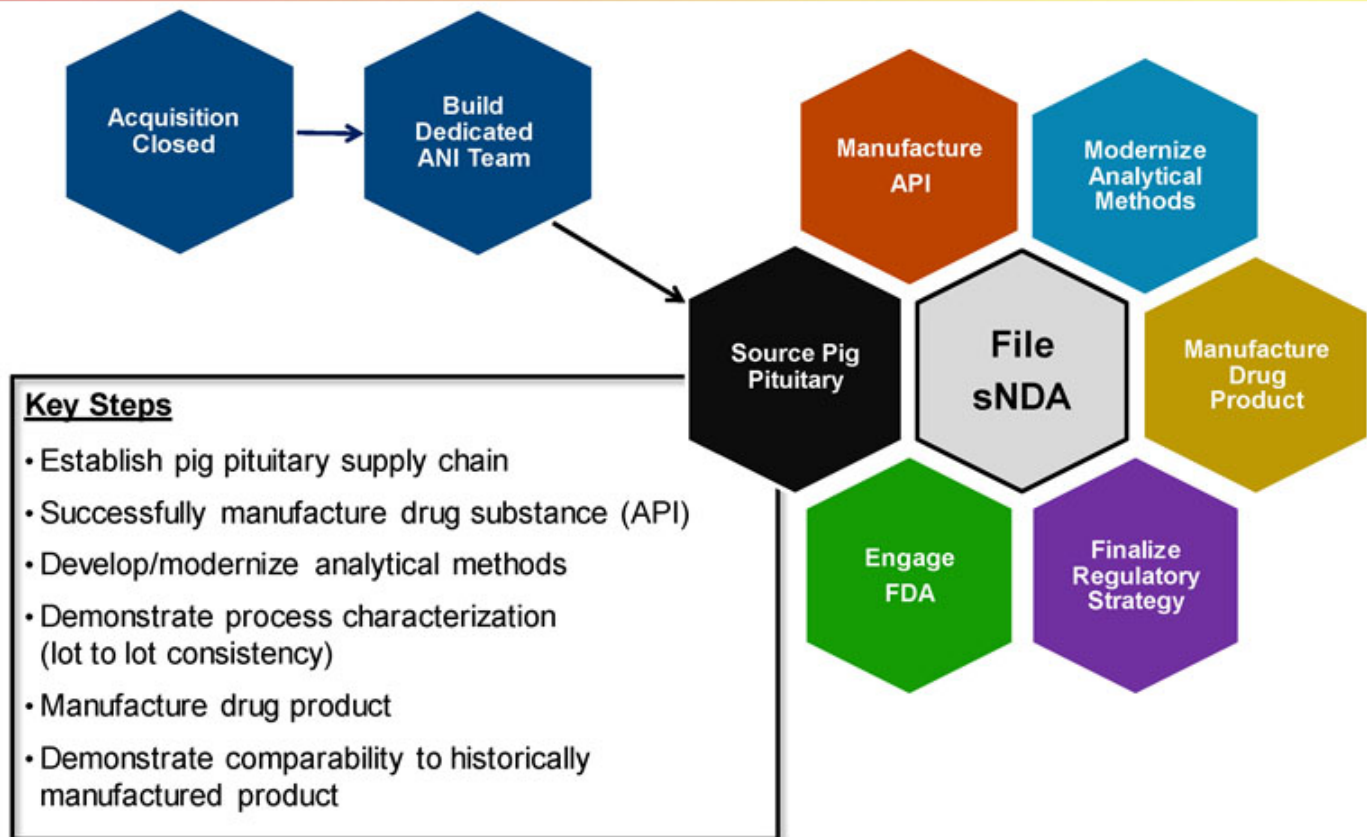 Acquisition
Closed
Build
Dedicated
ANI Team
Manufacture
API
Modernize
Analytical
Methods
Source Pig
Pituitary
File
sNDA
Manufacture
Drug
Product
Engage
FDA
Finalize
Regulatory
Strategy
Key Steps
• Establish pig pituitary supply chain
• Successfully manufacture drug substance (API)
• Develop/modernize analytical methods
• Demonstrate process characterization
(lot to lot consistency)
• Manufacture drug product
• Demonstrate comparability to historically
manufactured product